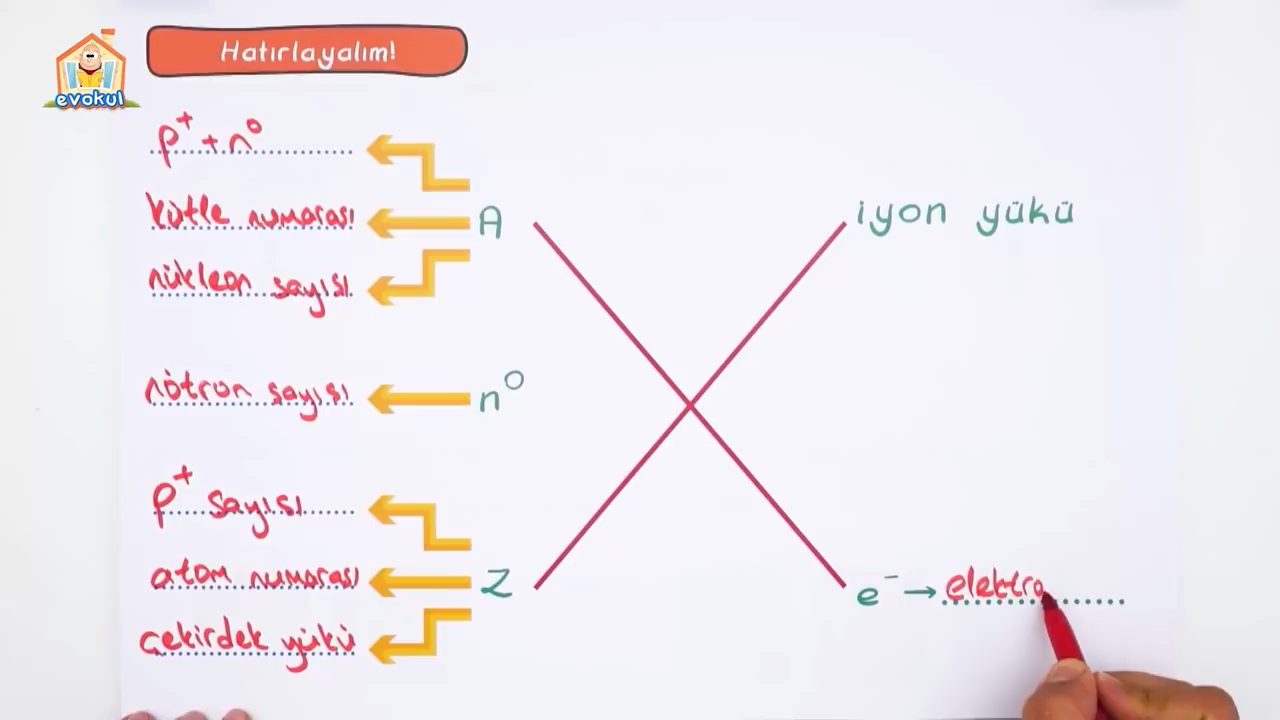 evokul
Hatırlayalım!
p⁺ + n⁰
kütle numarası
nükleon sayısı
A
nötron sayısı
n⁰
p⁺ sayısı
atom numarası
çekirdek yükü
Z
iyon yükü
e⁻ → elektro